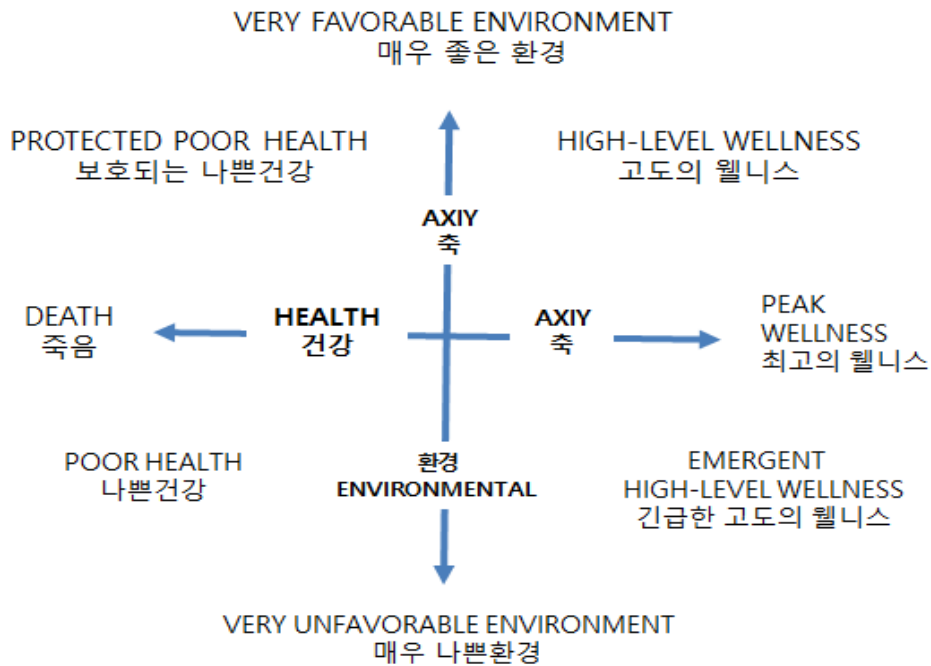 VERY FAVORABLE ENVIRONMENT
매우 좋은 환경
PROTECTED POOR HEALTH
보호되는 나쁜건강
HIGH-LEVEL WELLNESS
고도의 웰니스
AXIY
축
DEATH
죽음
HEALTH
건강
AXIY
축
PEAK
WELLNESS
최고의 웰니스
POOR HEALTH
나쁜건강
환경
ENVIRONMENTAL
EMERGENT
HIGH-LEVEL WELLNESS
긴급한 고도의 웰니스
VERY UNFAVORABLE ENVIRONMENT
매우 나쁜환경